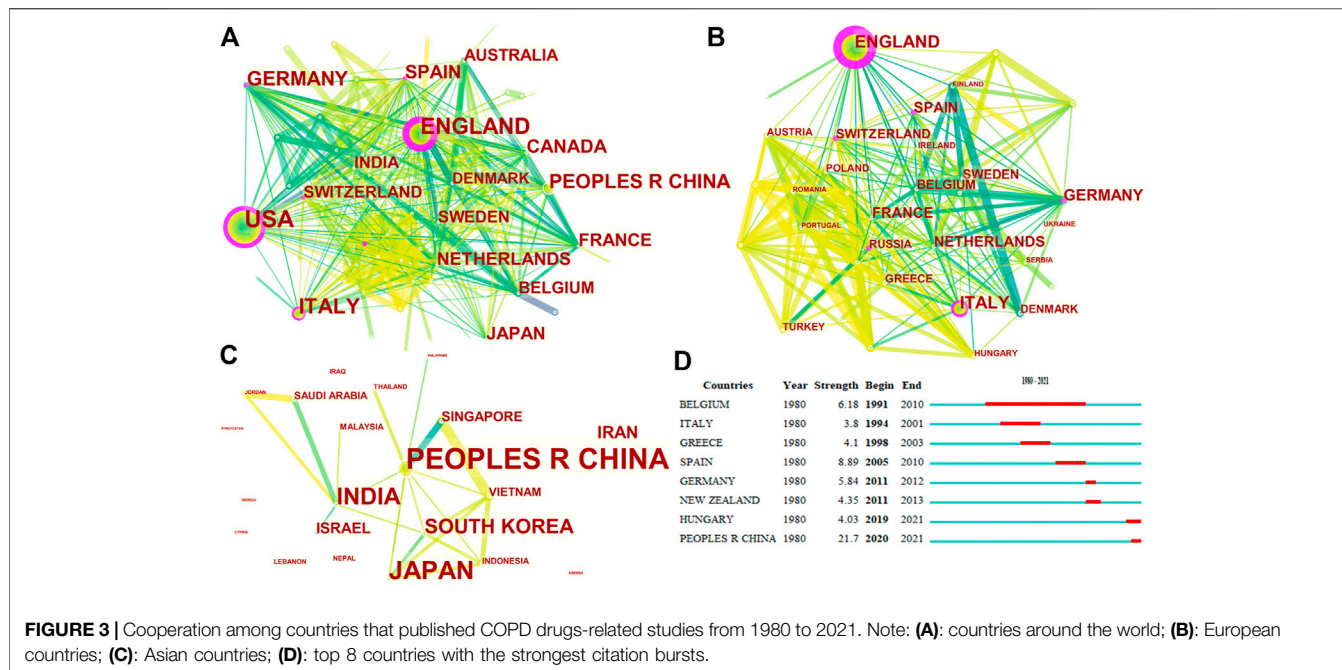 A
AUSTRALIA
GERMANY
SPAIN
ENGLAND
CANADA
INDIA
DENMARK
PEOPLES R CHINA
SWITZERLAND
USA
SWEDEN
FRANCE
NETHERLANDS
BELGIUM
ITALY
JAPAN
B
ENGLAND
FINLAND
SPAIN
AUSTRIA
SWITZERLAND
IRELAND
POLAND
SWEDEN
BELGIUM
ROMANIA
GERMANY
FRANCE
PORTUGAL
UKRAINE
RUSSIA
NETHERLANDS
SERBIA
GREECE
ITALY
DENMARK
TURKEY
HUNGARY
C
PHILIPPINES
IRAQ
JORDAN
SAUDI ARABIA
THAILAND
SINGAPORE
KYRGYZSTAN
MALAYSIA
IRAN
PEOPLES R CHINA
INDIA
VIETNAM
GEORGIA
ISRAEL
SOUTH KOREA
CYPRUS
LEBANON
NEPAL
JAPAN
INDONESIA
ARMENIA
D
Countries Year Strength Begin End 1980 - 2021
BELGIUM 1980 6.18 1991 2010
ITALY 1980 3.8 1994 2001
GREECE 1980 4.1 1998 2003
SPAIN 1980 8.89 2005 2010
GERMANY 1980 5.84 2011 2012
NEW ZEALAND 1980 4.35 2011 2013
HUNGARY 1980 4.03 2019 2021
PEOPLES R CHINA 1980 21.7 2020 2021
FIGURE 3 | Cooperation among countries that published COPD drugs-related studies from 1980 to 2021. Note: (A): countries around the world; (B): European
countries; (C): Asian countries; (D): top 8 countries with the strongest citation bursts.